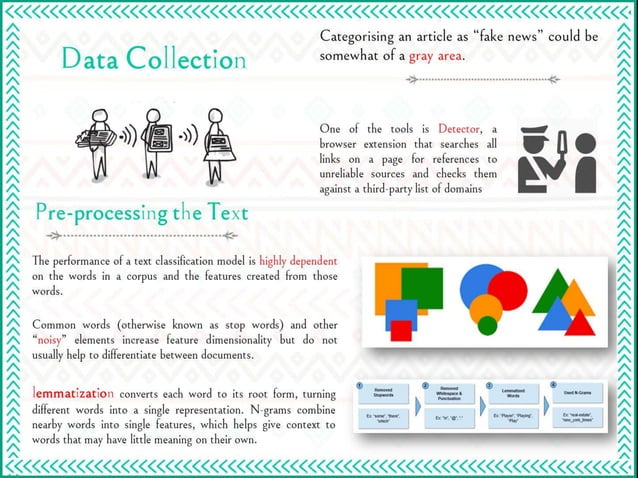 Data Collection
Categorising an article as “fake news” could be
somewhat of a gray area.
One of the tools is Detector, a
browser extension that searches all
links on a page for references to
unreliable sources and checks them
against a third-party list of domains
Pre-processing the Text
The performance of a text classification model is highly dependent
on the words in a corpus and the features created from those
words.
Common words (otherwise known as stop words) and other
“noisy” elements increase feature dimensionality but do not
usually help to differentiate between documents.
lemmatization converts each word to its root form, turning
different words into a single representation. N-grams combine
nearby words into single features, which helps give context to
words that may have little meaning on their own.
1
Removed
Stopwords
Ex: “some”, “there”,
“which”
2
Removed
Whitespace &
Punctuation
3
Lemmatized
Words
Ex: “Player”, “Playing”,
“Play”
4
Used N-Grams
Ex: “real-estate”,
“new_york_times”